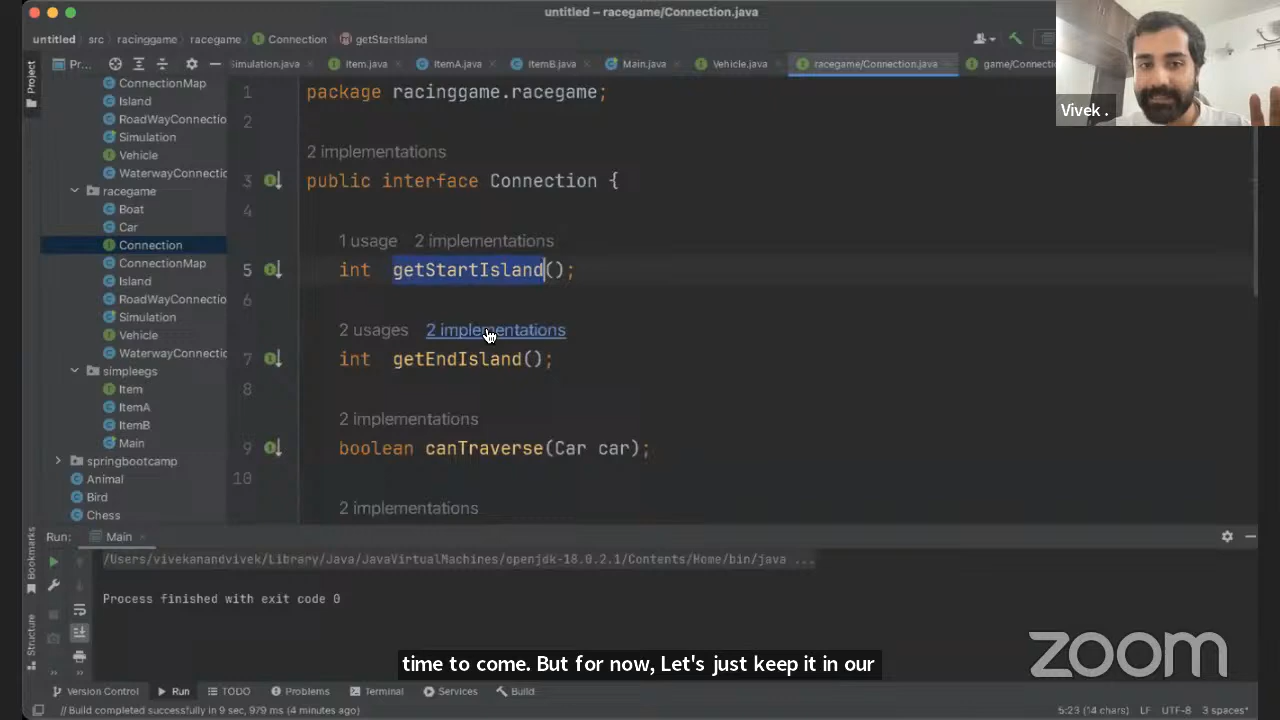 untitled – racegame/Connection.java
untitled src racinggame racegame Connection getStartIsland
Project Pr... Simulation.java Item.java ItemA.java ItemB.java Main.java Vehicle.java racegame/Connection.java game/Connecti
ConnectionMap
Island
RoadWayConnectio
Simulation
Vehicle
WaterwayConnectic
racegame
Boat
Car
Connection
ConnectionMap
Island
RoadWayConnectio
Simulation
Vehicle
WaterwayConnectic
simpleegs
Item
ItemA
ItemB
Main
springbootcamp
Animal
Bird
Chess
1 package racinggame.racegame;
2
2 implementations
3 public interface Connection {
4
1 usage 2 implementations
5 int getStartIsland();
6
2 usages 2 implementations
7 int getEndIsland();
8
2 implementations
9 boolean canTraverse(Car car);
10
2 implementations
Vivek .
Run: Main
/Users/vivekanandvivek/Library/Java/JavaVirtualMachines/openjdk-18.0.2.1/Contents/Home/bin/java ...
Process finished with exit code 0
Bookmarks
Structure
time to come. But for now, Let's just keep it in our
zoom
Version Control Run TODO Problems Terminal Services Build
// Build completed successfully in 9 sec, 979 ms (4 minutes ago) 5:23 (14 chars) LF UTF-8 3 spaces*